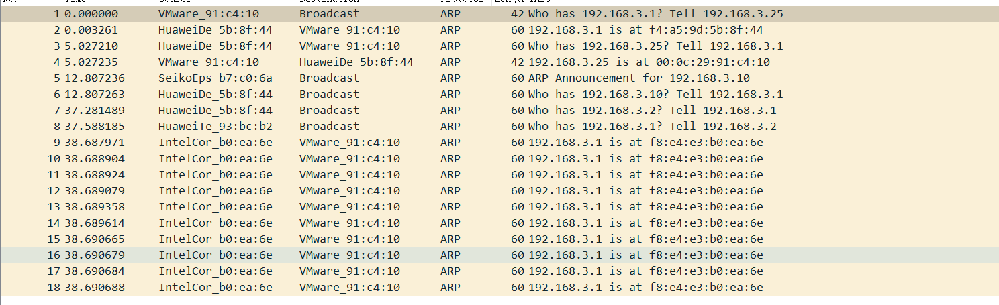 No. Time Source Destination Protocol Length Info
1 0.000000 VMware_91:c4:10 Broadcast ARP 42 Who has 192.168.3.1? Tell 192.168.3.25
2 0.003261 HuaweiDe_5b:8f:44 VMware_91:c4:10 ARP 60 192.168.3.1 is at f4:a5:9d:5b:8f:44
3 5.027210 HuaweiDe_5b:8f:44 VMware_91:c4:10 ARP 60 Who has 192.168.3.25? Tell 192.168.3.1
4 5.027235 VMware_91:c4:10 HuaweiDe_5b:8f:44 ARP 42 192.168.3.25 is at 00:0c:29:91:c4:10
5 12.807236 SeikoEps_b7:c0:6a Broadcast ARP 60 ARP Announcement for 192.168.3.10
6 12.807263 HuaweiDe_5b:8f:44 Broadcast ARP 60 Who has 192.168.3.10? Tell 192.168.3.1
7 37.281489 HuaweiDe_5b:8f:44 Broadcast ARP 60 Who has 192.168.3.2? Tell 192.168.3.1
8 37.588185 HuaweiTe_93:bc:b2 Broadcast ARP 60 Who has 192.168.3.1? Tell 192.168.3.2
9 38.687971 IntelCor_b0:ea:6e VMware_91:c4:10 ARP 60 192.168.3.1 is at f8:e4:e3:b0:ea:6e
10 38.688904 IntelCor_b0:ea:6e VMware_91:c4:10 ARP 60 192.168.3.1 is at f8:e4:e3:b0:ea:6e
11 38.688924 IntelCor_b0:ea:6e VMware_91:c4:10 ARP 60 192.168.3.1 is at f8:e4:e3:b0:ea:6e
12 38.689079 IntelCor_b0:ea:6e VMware_91:c4:10 ARP 60 192.168.3.1 is at f8:e4:e3:b0:ea:6e
13 38.689358 IntelCor_b0:ea:6e VMware_91:c4:10 ARP 60 192.168.3.1 is at f8:e4:e3:b0:ea:6e
14 38.689614 IntelCor_b0:ea:6e VMware_91:c4:10 ARP 60 192.168.3.1 is at f8:e4:e3:b0:ea:6e
15 38.690665 IntelCor_b0:ea:6e VMware_91:c4:10 ARP 60 192.168.3.1 is at f8:e4:e3:b0:ea:6e
16 38.690679 IntelCor_b0:ea:6e VMware_91:c4:10 ARP 60 192.168.3.1 is at f8:e4:e3:b0:ea:6e
17 38.690684 IntelCor_b0:ea:6e VMware_91:c4:10 ARP 60 192.168.3.1 is at f8:e4:e3:b0:ea:6e
18 38.690688 IntelCor_b0:ea:6e VMware_91:c4:10 ARP 60 192.168.3.1 is at f8:e4:e3:b0:ea:6e